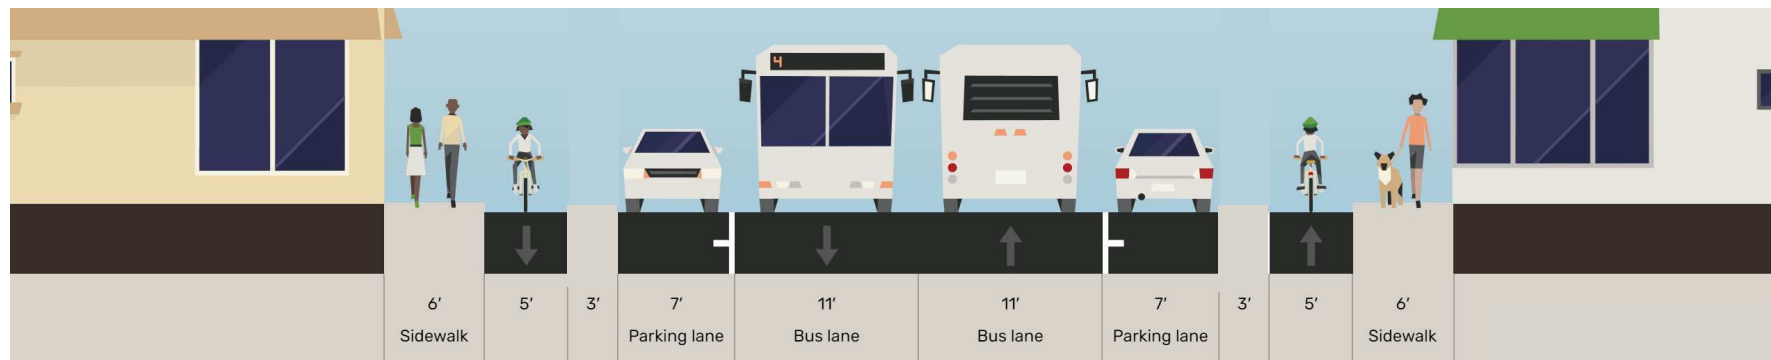 4
6′ 5′ 3′ 7′ 11′ 11′ 7′ 3′ 5′ 6′
Sidewalk Parking lane Bus lane Bus lane Parking lane Sidewalk